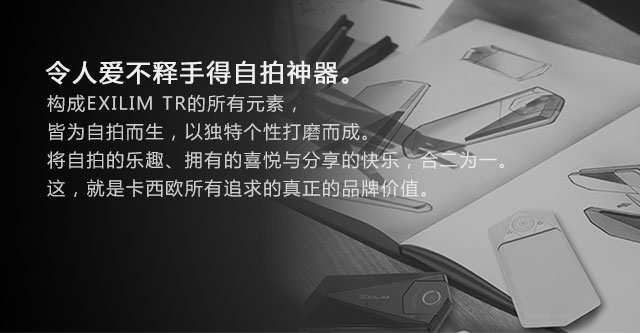 令人爱不释手得自拍神器。
构成EXILIM TR的所有元素，
皆为自拍而生，以独特个性打磨而成。
将自拍的乐趣、拥有的喜悦与分享的快乐，合二为一。
这，就是卡西欧所有追求的真正的品牌价值。
EXILIM